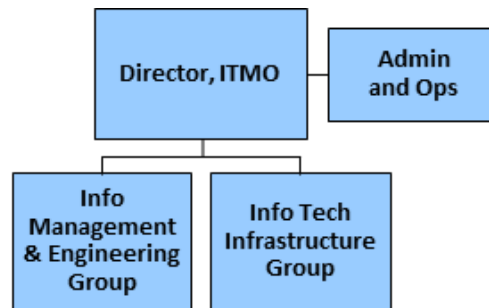 Director, ITMO
Admin
and Ops
Info
Management
& Engineering
Group
Info Tech
Infrastructure
Group